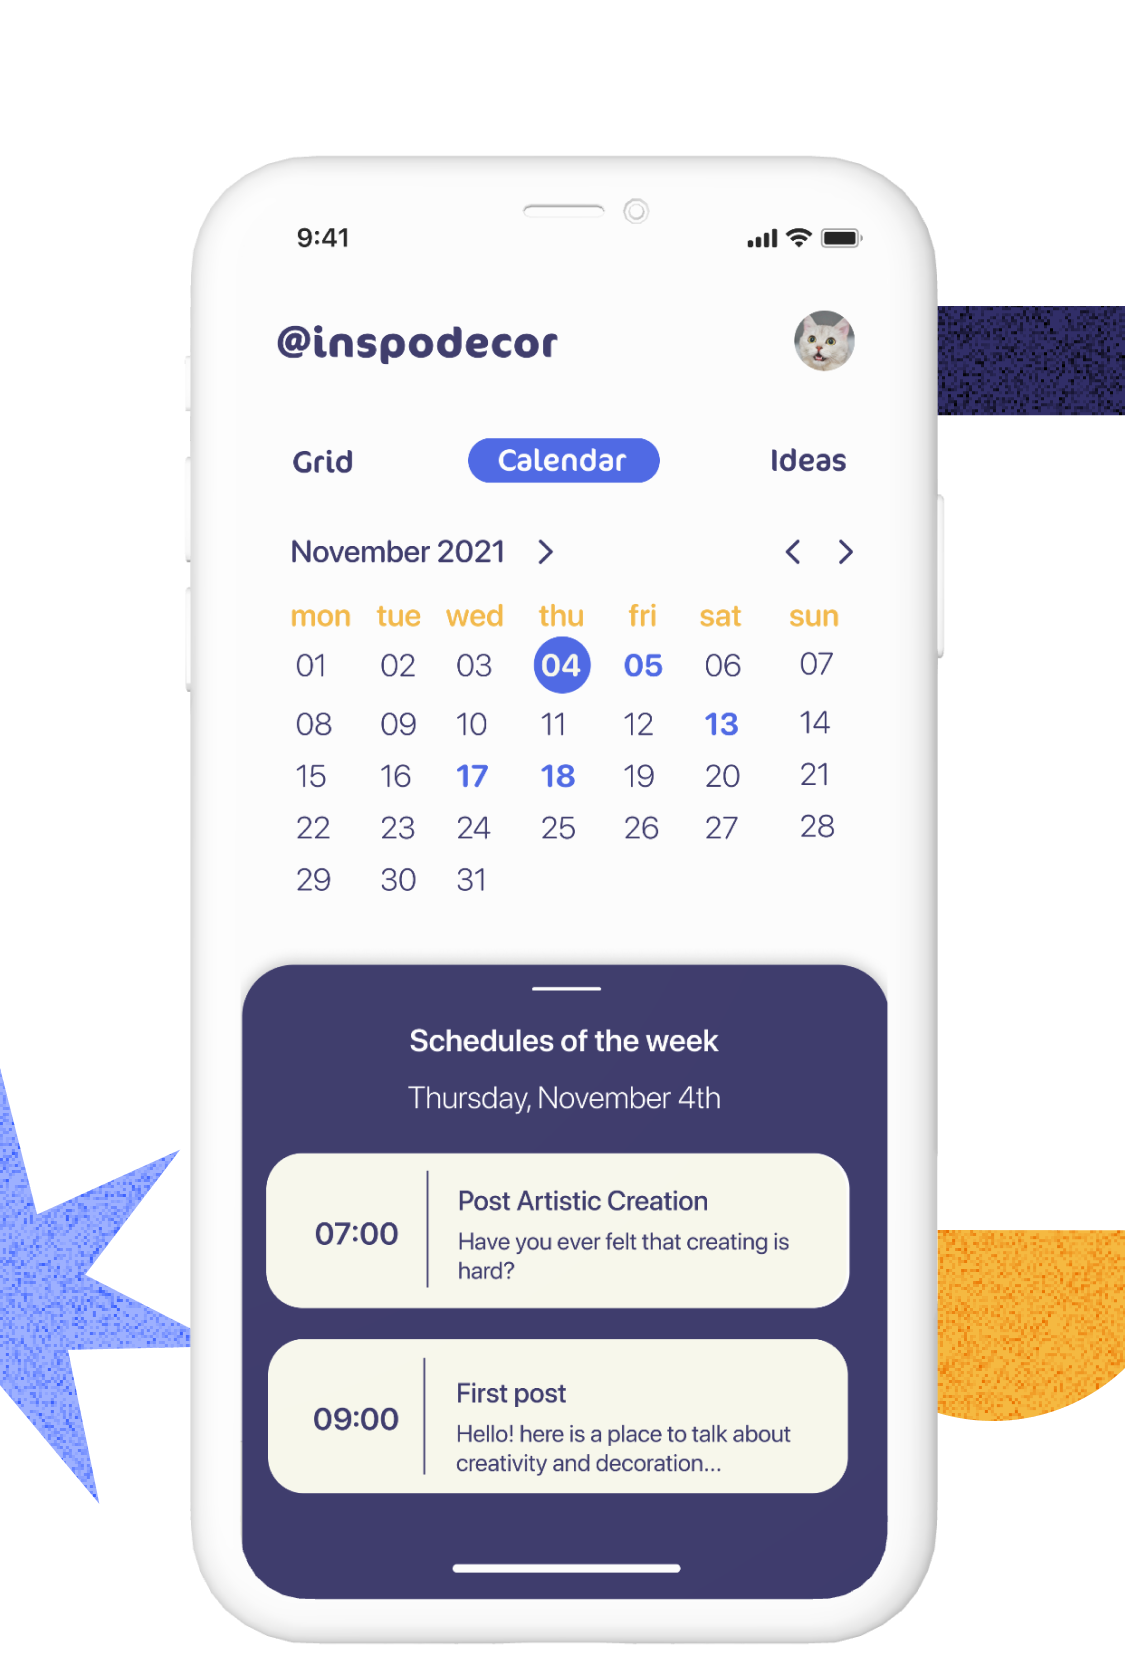 9:41
@inspodecor
Grid Calendar Ideas
November 2021
mon tue wed thu fri sat sun
01 02 03 04 05 06 07
08 09 10 11 12 13 14
15 16 17 18 19 20 21
22 23 24 25 26 27 28
29 30 31
Schedules of the week
Thursday, November 4th
07:00
Post Artistic Creation
Have you ever felt that creating is
hard?
09:00
First post
Hello! here is a place to talk about
creativity and decoration...